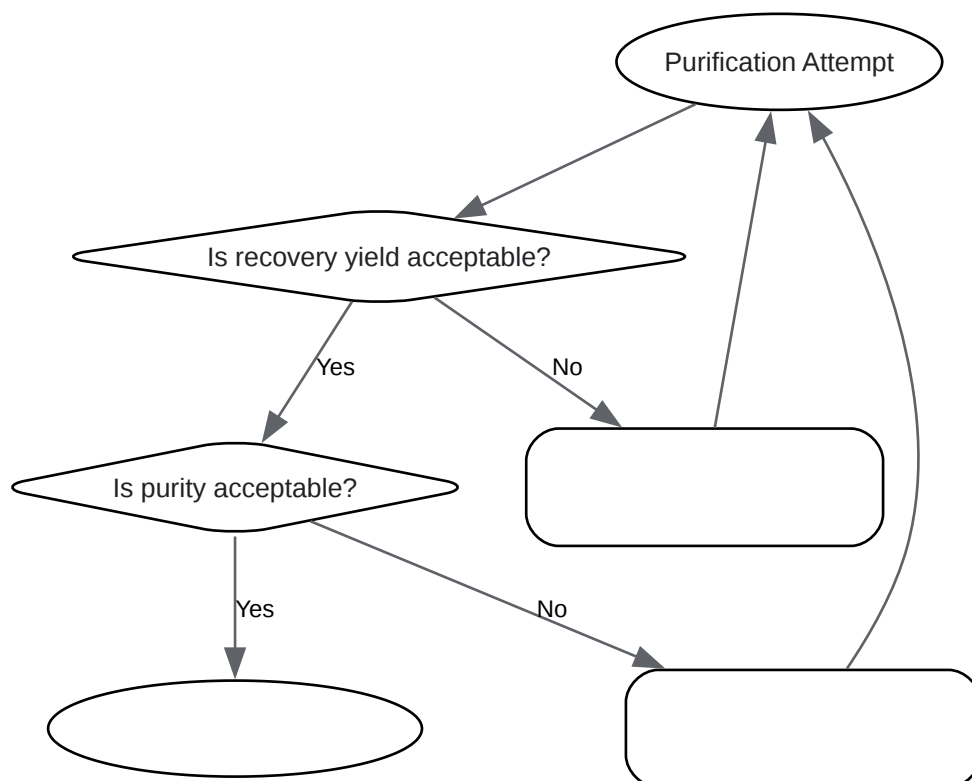 Purification Attempt
Is recovery yield acceptable?
Yes
No
Is purity acceptable?
Yes
No